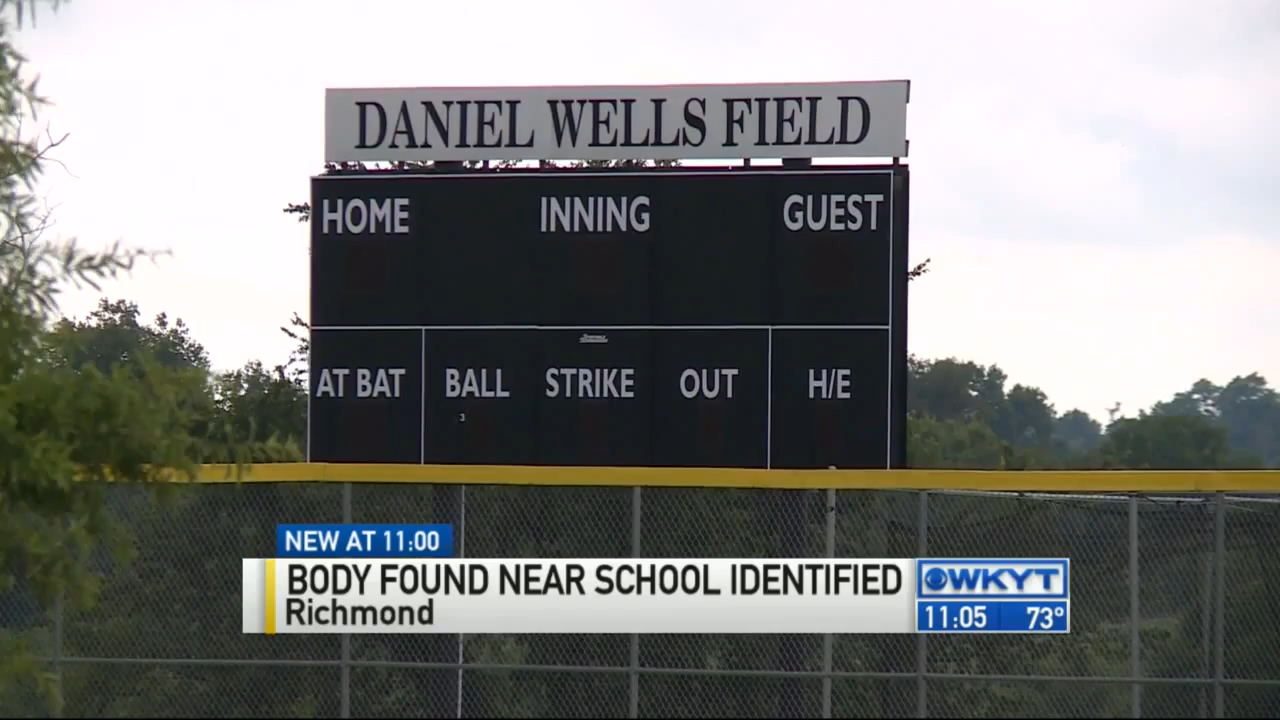 DANIEL WELLS FIELD
HOME INNING GUEST
AT BAT BALL STRIKE OUT H/E
3
NEW AT 11:00
BODY FOUND NEAR SCHOOL IDENTIFIED
Richmond
WKYT
11:05 73°